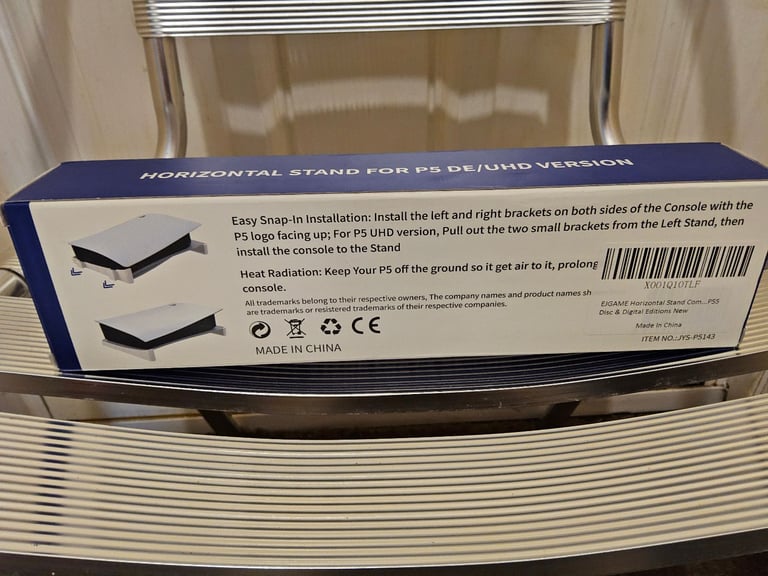 HORIZONTAL STAND FOR P5 DE/UHD VERSION
Easy Snap-In Installation: Install the left and right brackets on both sides of the Console with the
P5 logo facing up; For P5 UHD version, Pull out the two small brackets from the Left Stand, then
install the console to the Stand
Heat Radiation: Keep Your P5 off the ground so it get air to it, prolong
console.
All trademarks belong to their respective owners, The company names and product names sh
are trademarks or resistered trademarks of their respective companies.
CE
MADE IN CHINA
X001Q10TLF
EJGAME Horizontal Stand Com...PS5
Disc & Digital Editions New
Made In China
ITEM NO.:JYS-P5143